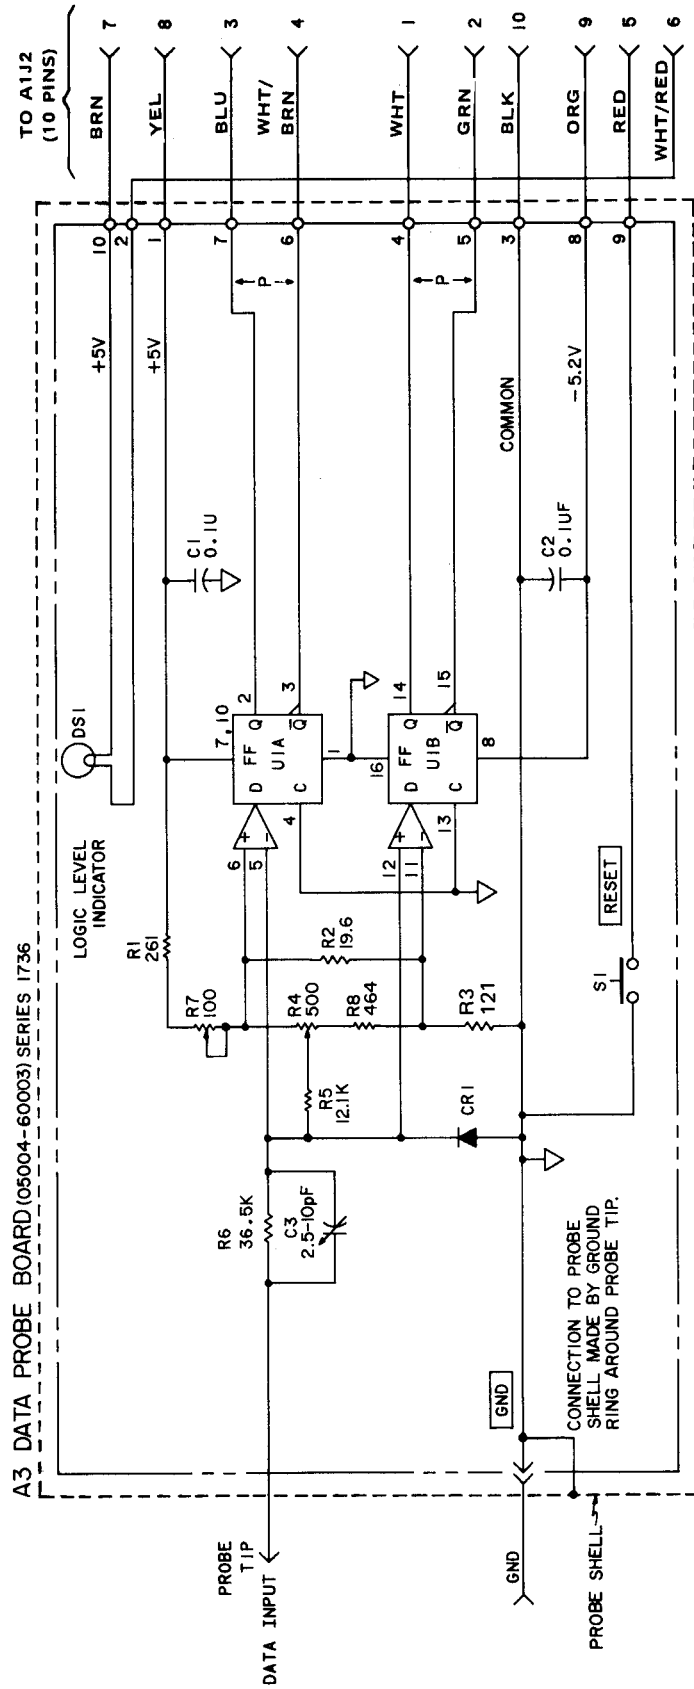 A3 DATA PROBE BOARD (05004-60003) SERIES 1736
TO A1J2
(10 PINS)
BRN
7
YEL
8
BLU
3
WHT/
BRN
4
WHT
1
GRN
2
BLK
10
ORG
9
RED
5
WHT/RED
6
10
2
1
7
6
4
5
3
8
9
+5V
+5V
P
P
COMMON
-5.2V
DS1
LOGIC LEVEL
INDICATOR
C1
0.1U
C2
0.1UF
R1
261
R7
100
R4
500
R8
464
R2
19.6
R3
121
R5
12.1K
R6
36.5K
C3
2.5-10pF
CR1
7, 10
D FF Q
U1A
C Q
2
3
6
+
5
-
4
1
16
D FF Q
U1B
C Q
14
15
12
+
11
-
13
8
S1
RESET
PROBE
TIP
DATA INPUT
GND
GND
CONNECTION TO PROBE
SHELL MADE BY GROUND
RING AROUND PROBE TIP.
PROBE SHELL